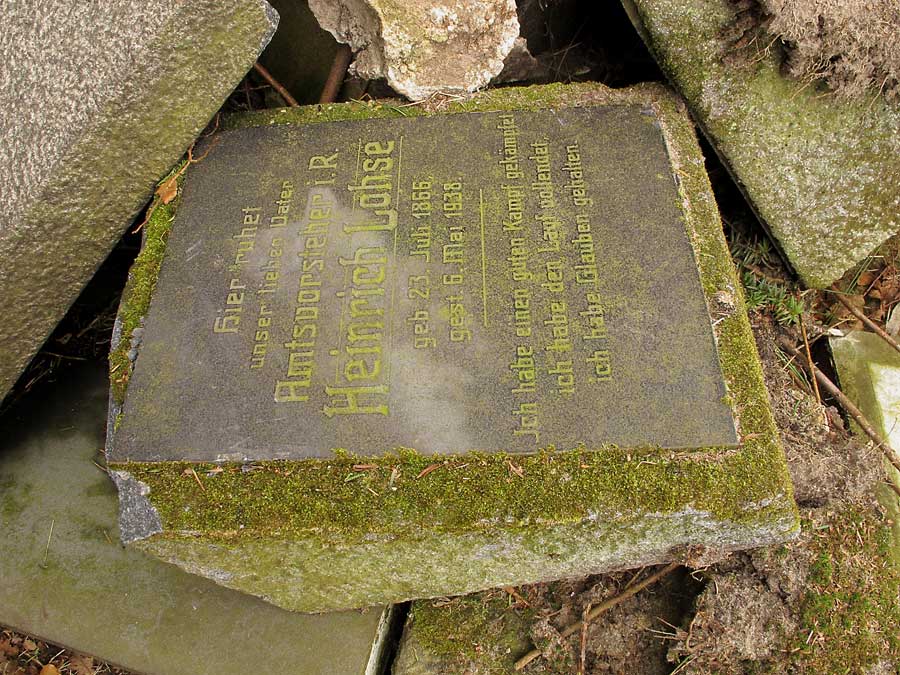 Hier ruhet
unser lieber Vater
Amtsvorsteher i.R
Heinrich Lohse
geb. 23. Juli 1856
gest. 6. Mai 1938.
Ich habe einen guten Kampf gekämpfet
ich habe den Lauf vollendet,
ich habe Glauben gehalten.